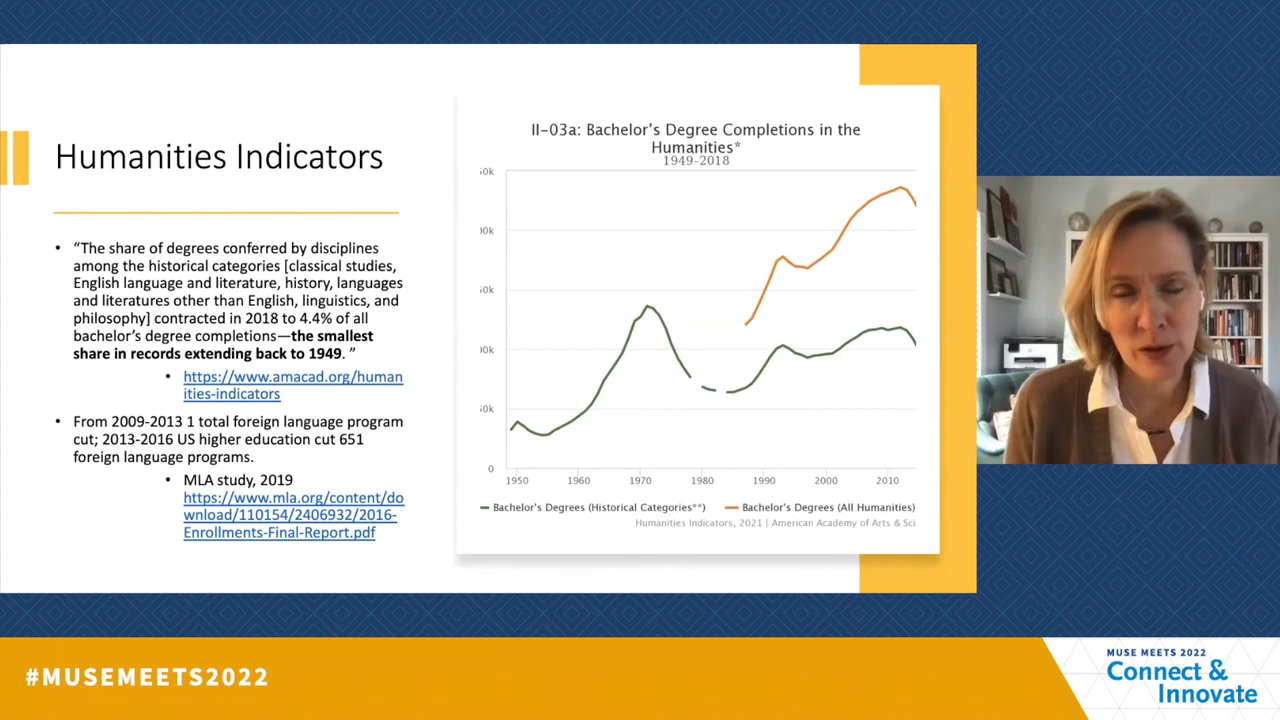 Humanities Indicators
• “The share of degrees conferred by disciplines
among the historical categories [classical studies,
English language and literature, history, languages
and literatures other than English, linguistics, and
philosophy] contracted in 2018 to 4.4% of all
bachelor’s degree completions—the smallest
share in records extending back to 1949. ”
• https://www.amacad.org/human
ities-indicators
• From 2009-2013 1 total foreign language program
cut; 2013-2016 US higher education cut 651
foreign language programs.
• MLA study, 2019
https://www.mla.org/content/do
wnload/110154/2406932/2016-
Enrollments-Final-Report.pdf
II-03a: Bachelor’s Degree Completions in the
Humanities*
1949-2018
0k
00k
50k
00k
50k
0
1950 1960 1970 1980 1990 2000 2010
Bachelor's Degrees (Historical Categories**) Bachelor's Degrees (All Humanities)
Humanities Indicators, 2021 | American Academy of Arts & Sci
#MUSEMEETS2022
MUSE MEETS 2022
Connect &
Innovate